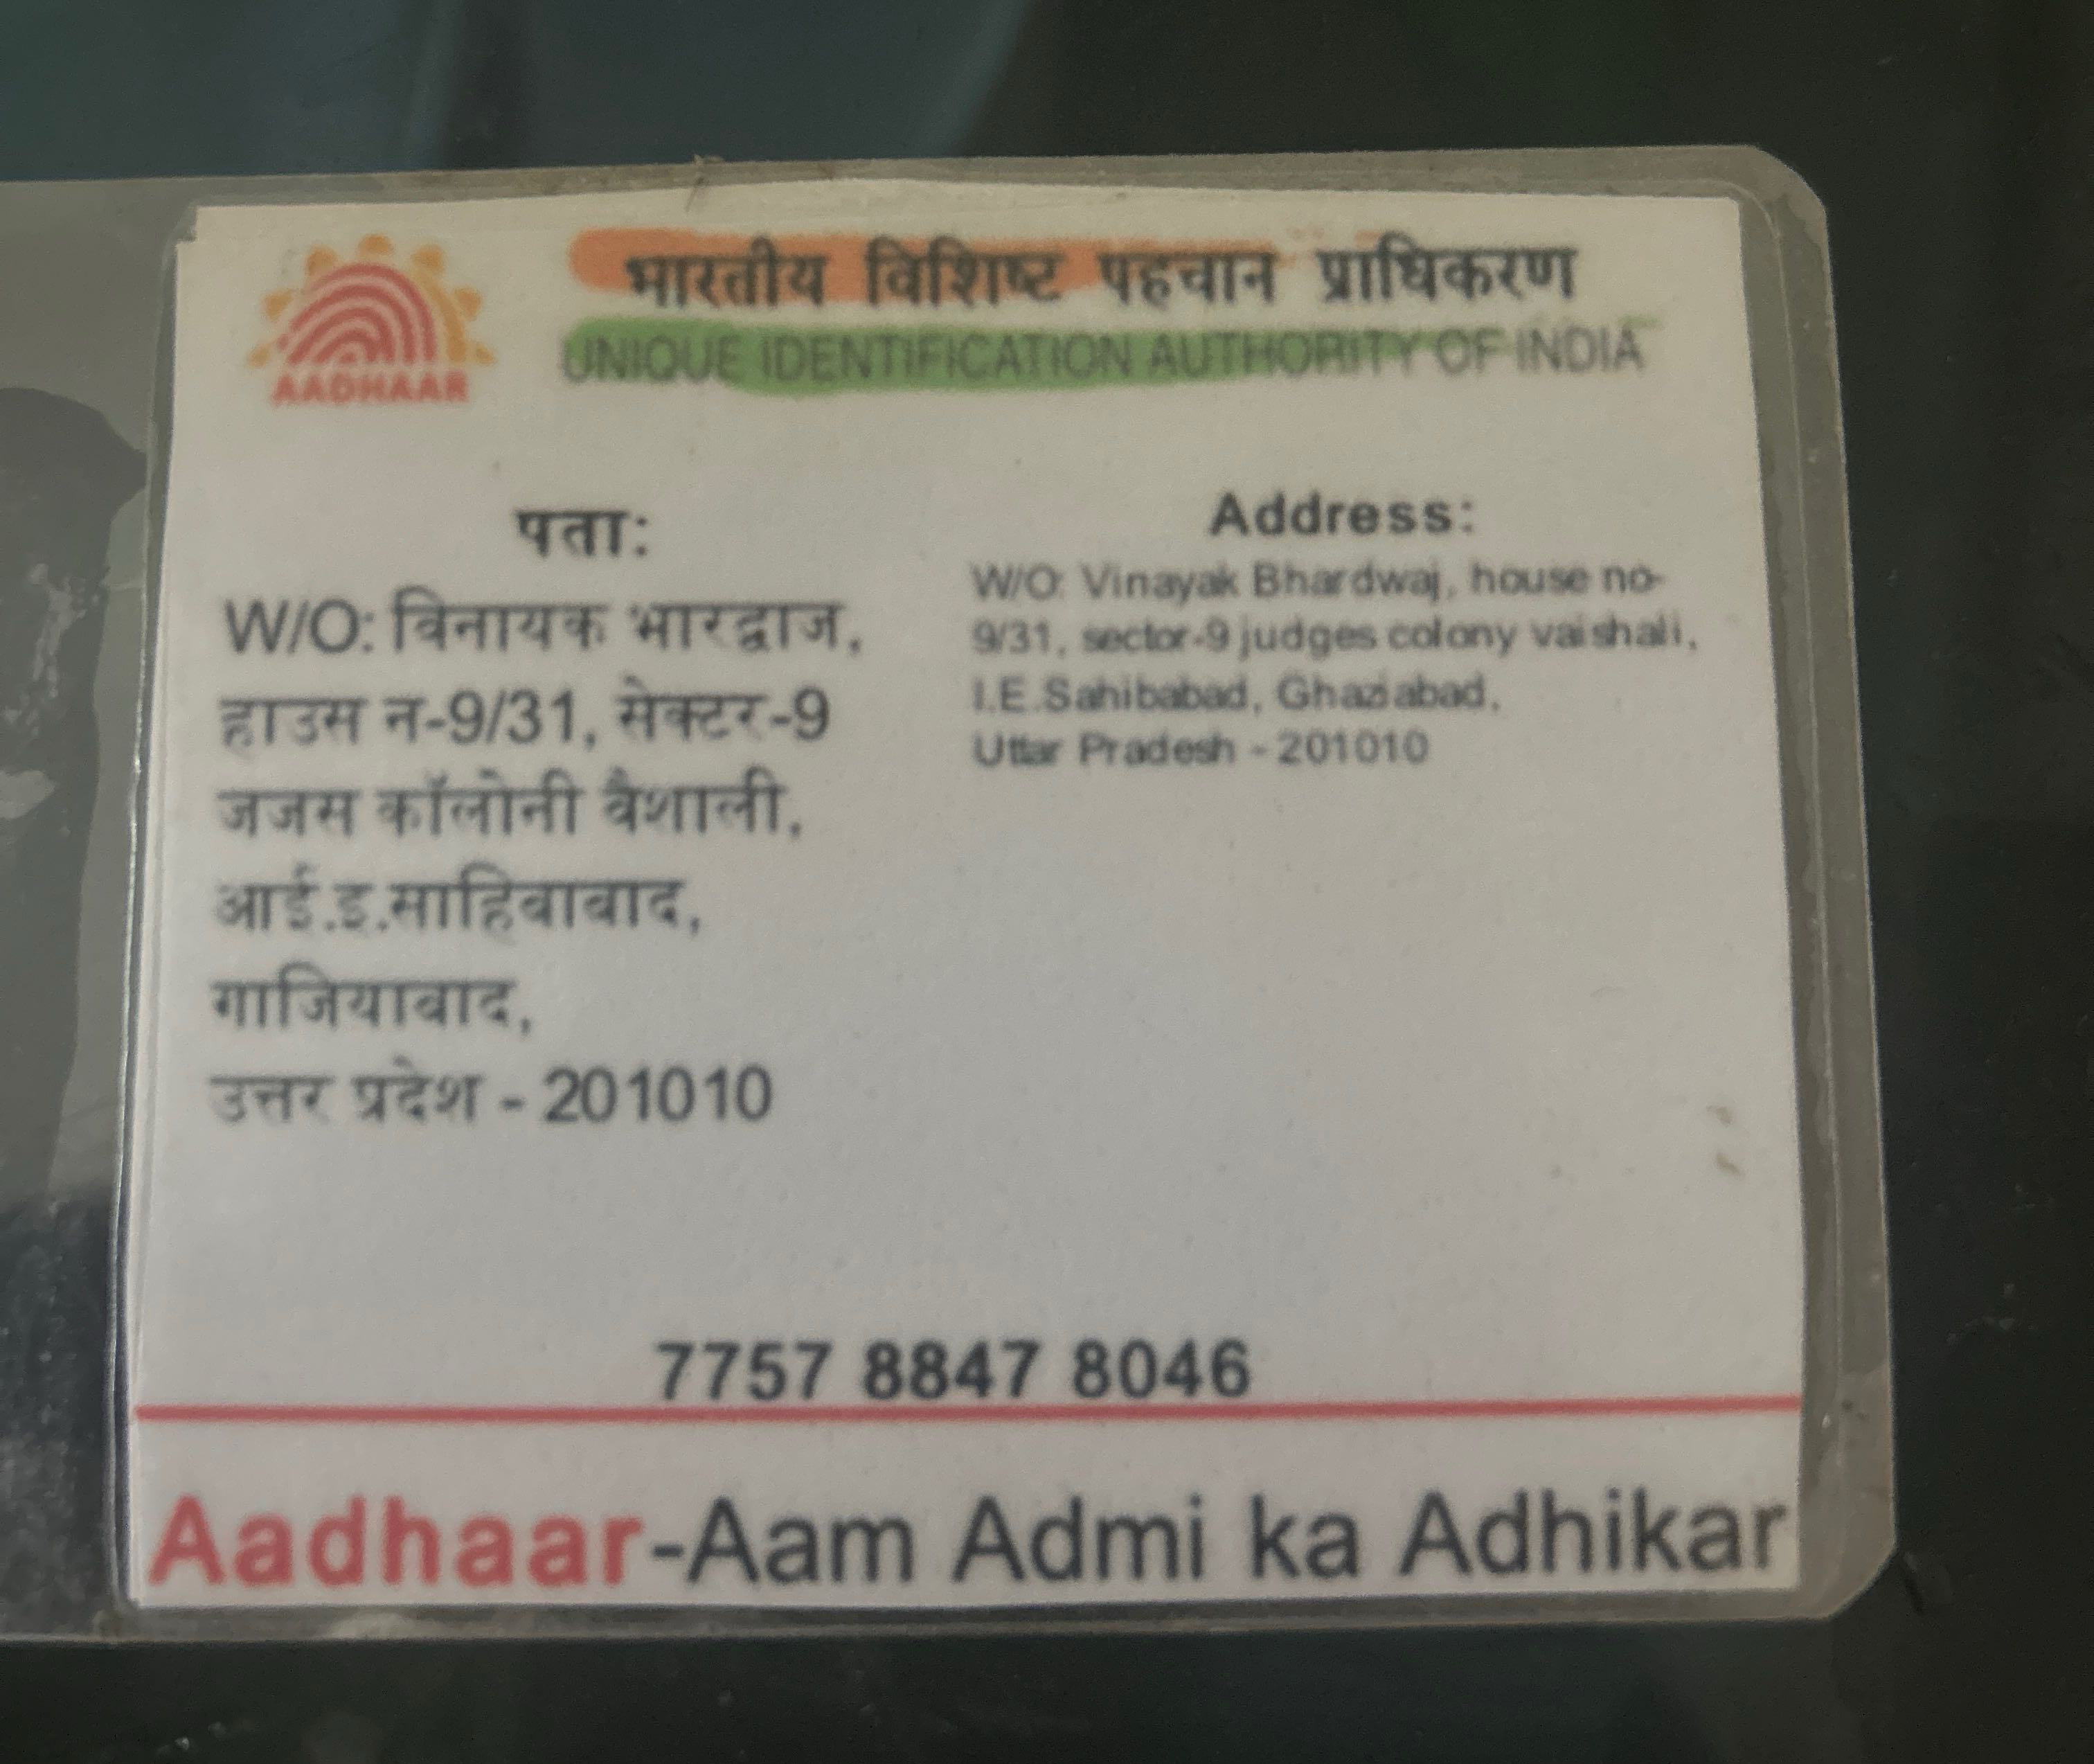 भारतीय विशिष्ट पहचान प्राधिकरण
UNIQUE IDENTIFICATION AUTHORITY OF INDIA
AADHAAR
पता:
W/O: विनायक भारद्वाज,
हाउस न-9/31, सेक्टर-9
जजस कॉलोनी वैशाली,
आई.इ.साहिबाबाद,
गाजियाबाद,
उत्तर प्रदेश - 201010
Address:
W/O: Vinayak Bhardwaj, house no-
9/31, sector-9 judges colony vaishali,
I.E.Sahibabad, Ghaziabad,
Uttar Pradesh - 201010
7757 8847 8046
Aadhaar-Aam Admi ka Adhikar